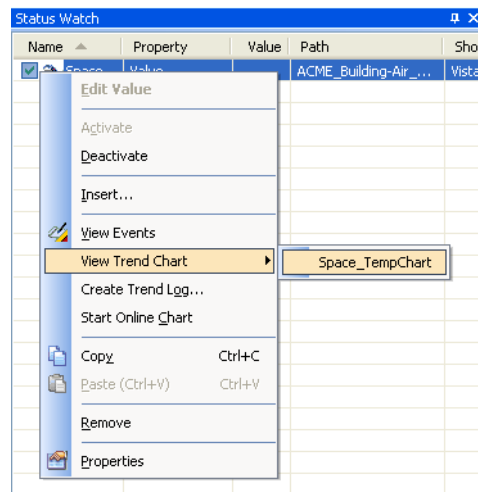 Status Watch
Name Property Value Path Sho
Space... Value ACME_Building-Air_... Vista
Edit Value
Activate
Deactivate
Insert...
View Events
View Trend Chart Space_TempChart
Create Trend Log...
Start Online Chart
Copy Ctrl+C
Paste (Ctrl+V) Ctrl+V
Remove
Properties